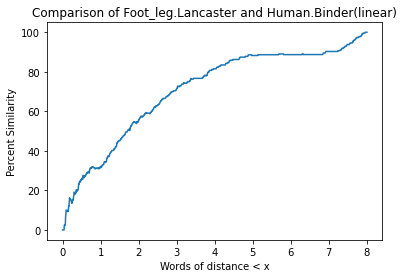 Comparison of Foot_leg.Lancaster and Human.Binder(linear)
Percent Similarity
100
80
60
40
20
0
0 1 2 3 4 5 6 7 8
Words of distance < x